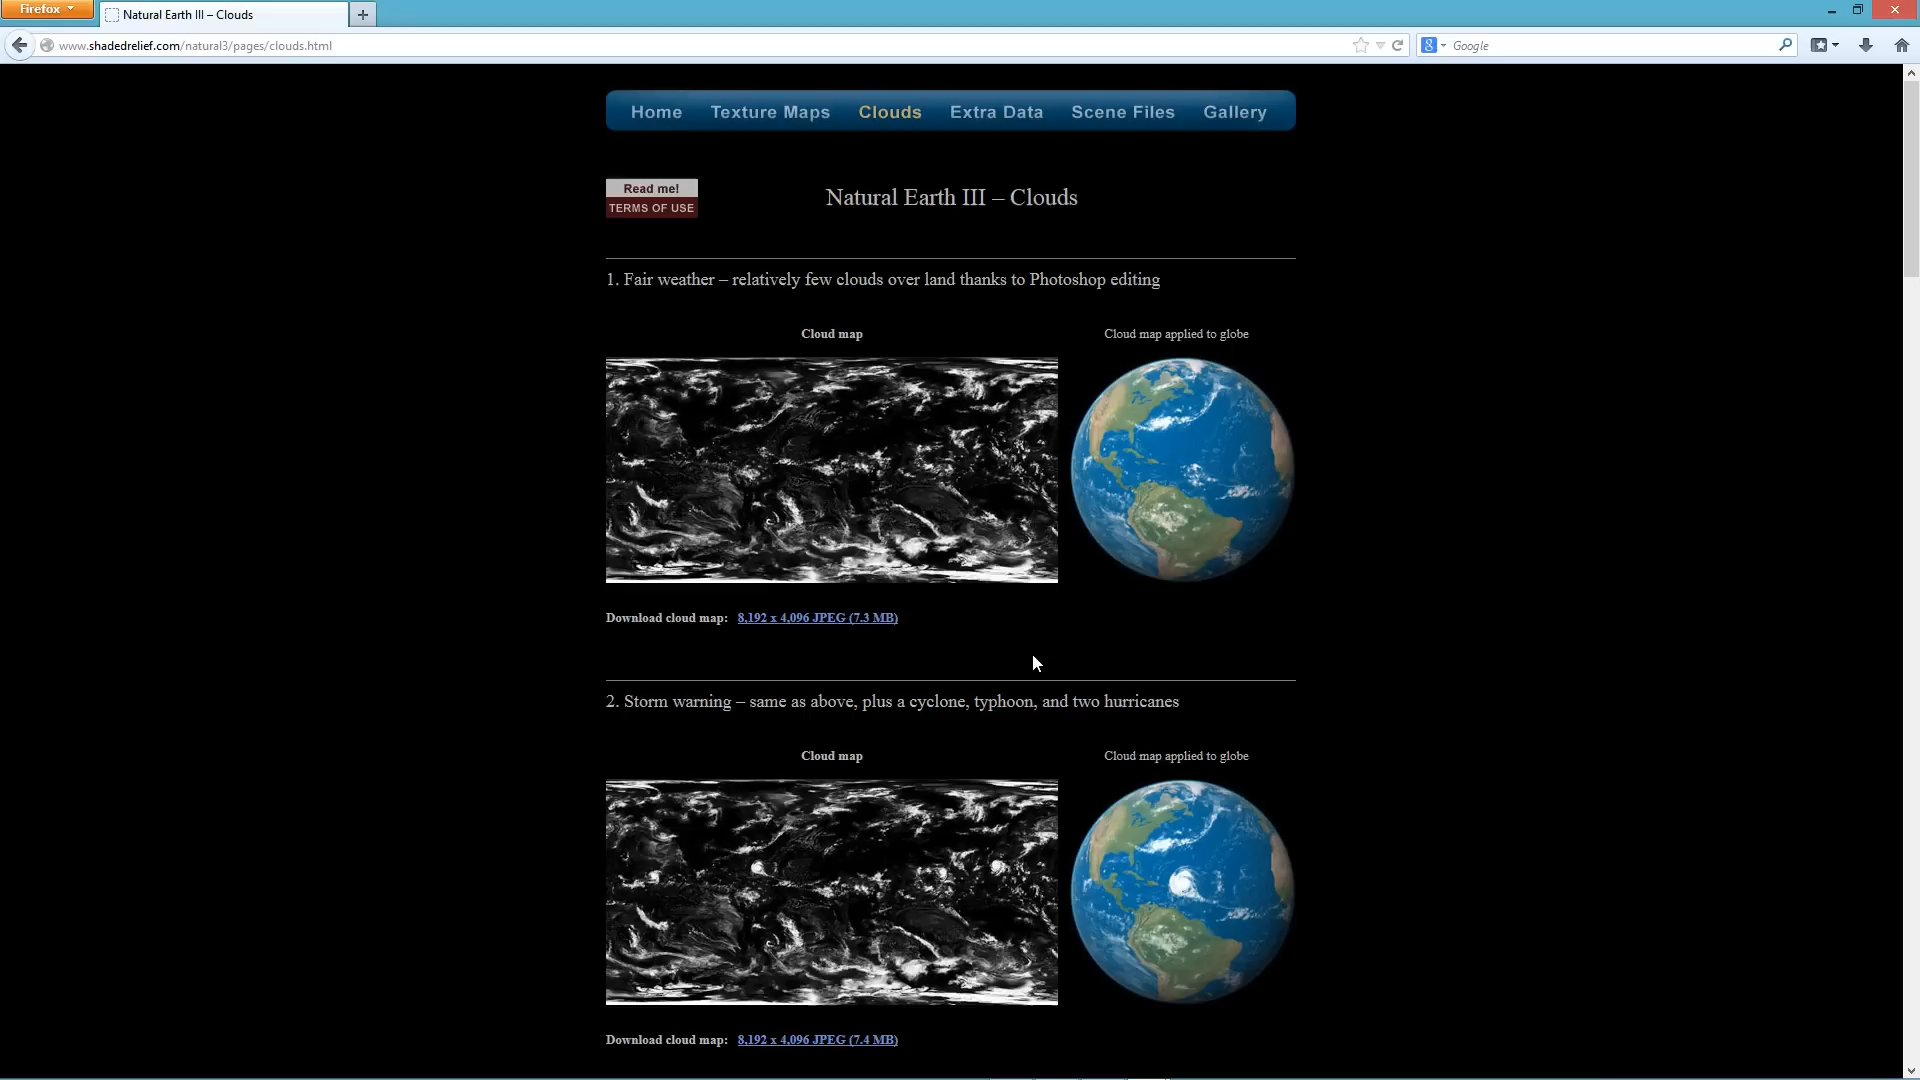 Firefox
Natural Earth III – Clouds
www.shadedrelief.com/natural3/pages/clouds.html
Google
Home Texture Maps Clouds Extra Data Scene Files Gallery
Read me!
TERMS OF USE
Natural Earth III – Clouds
1. Fair weather – relatively few clouds over land thanks to Photoshop editing
Cloud map
Cloud map applied to globe
Download cloud map: 8,192 x 4,096 JPEG (7.3 MB)
2. Storm warning – same as above, plus a cyclone, typhoon, and two hurricanes
Cloud map
Cloud map applied to globe
Download cloud map: 8,192 x 4,096 JPEG (7.4 MB)